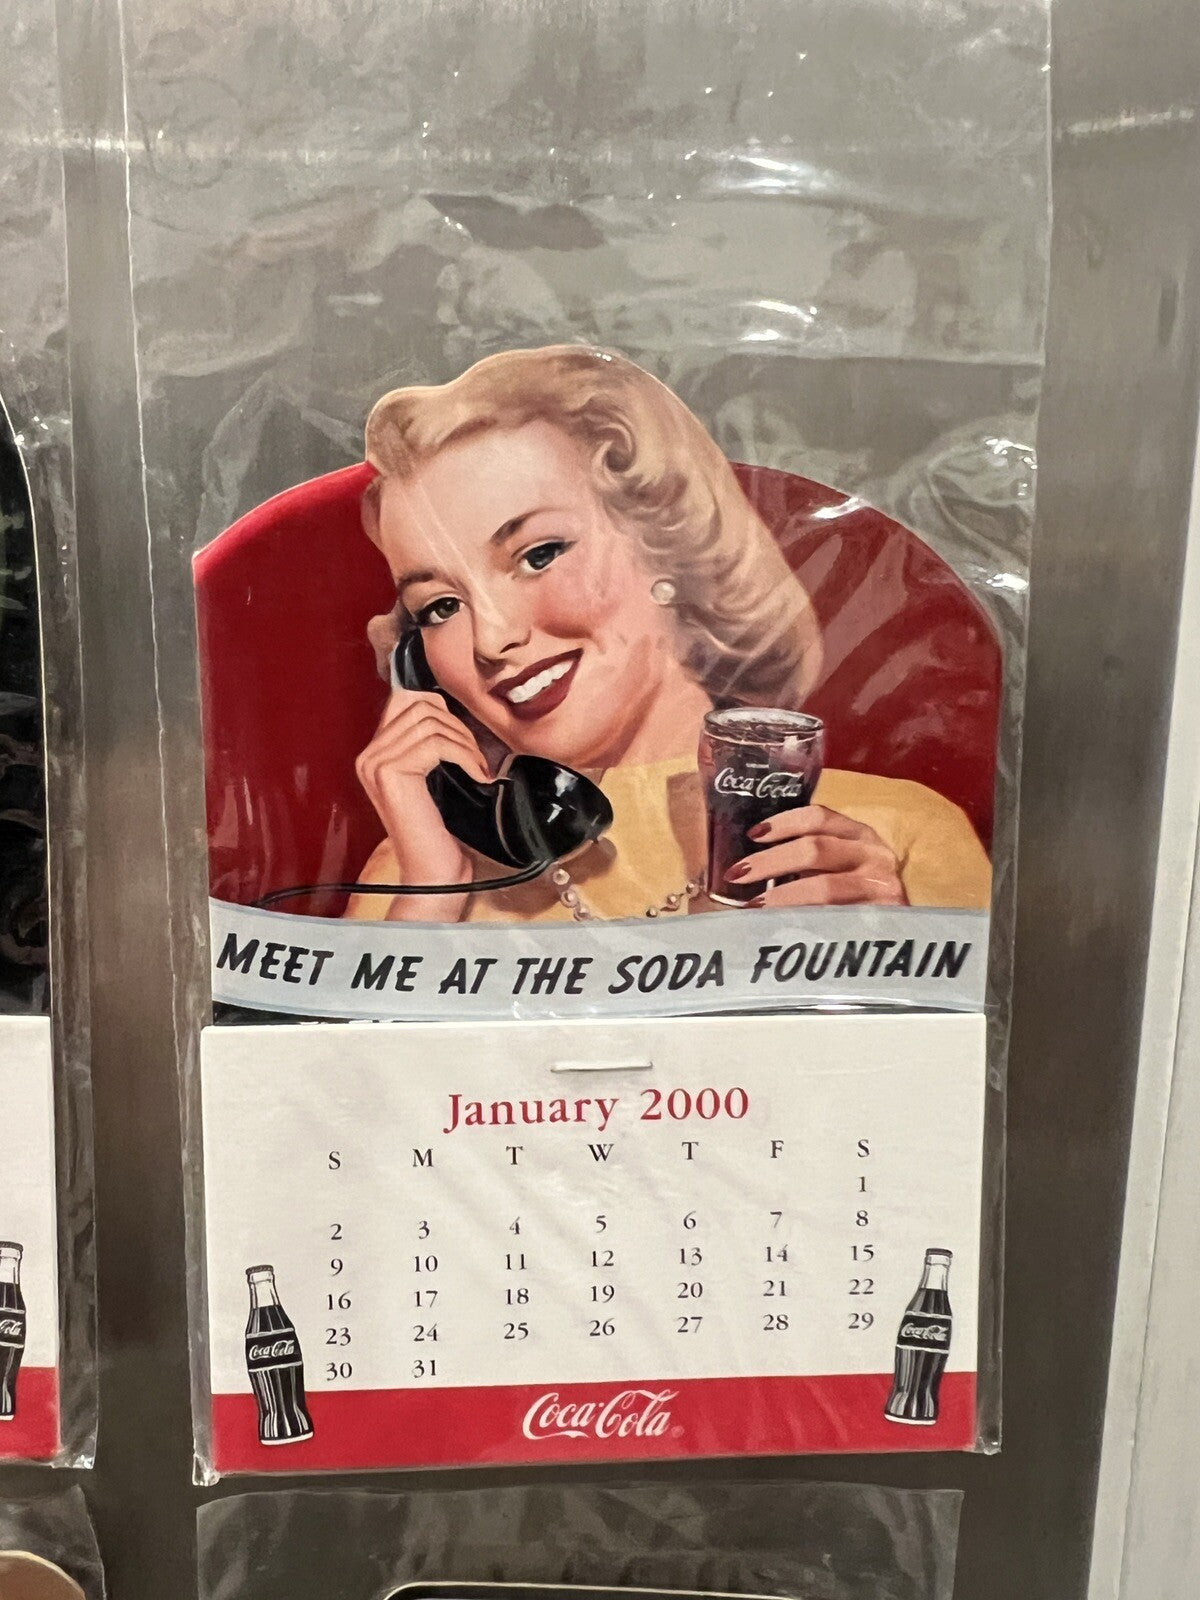 Coca-Cola
MEET ME AT THE SODA FOUNTAIN
January 2000
S M T W T F S
1
2 3 4 5 6 7 8
9 10 11 12 13 14 15
16 17 18 19 20 21 22
23 24 25 26 27 28 29
30 31
Coca-Cola
Coca-Cola
Coca-Cola®
Cola